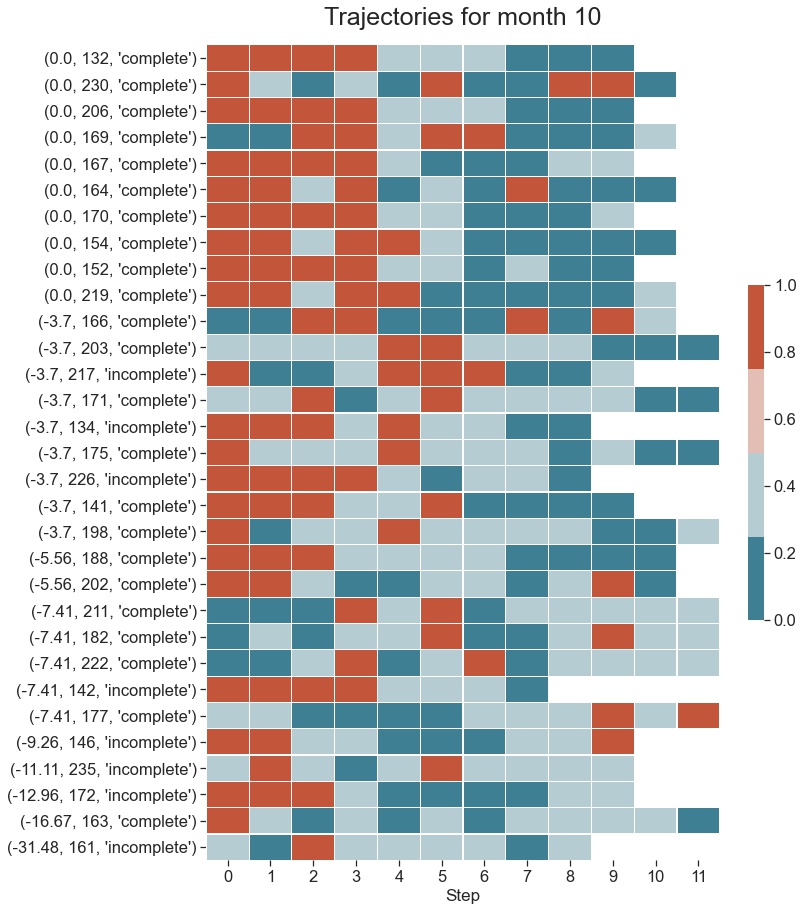 Trajectories for month 10
(0.0, 132, 'complete')
(0.0, 230, 'complete')
(0.0, 206, 'complete')
(0.0, 169, 'complete')
(0.0, 167, 'complete')
(0.0, 164, 'complete')
(0.0, 170, 'complete')
(0.0, 154, 'complete')
(0.0, 152, 'complete')
(0.0, 219, 'complete')
(-3.7, 166, 'complete')
(-3.7, 203, 'complete')
(-3.7, 217, 'incomplete')
(-3.7, 171, 'complete')
(-3.7, 134, 'incomplete')
(-3.7, 175, 'complete')
(-3.7, 226, 'incomplete')
(-3.7, 141, 'complete')
(-3.7, 198, 'complete')
(-5.56, 188, 'complete')
(-5.56, 202, 'complete')
(-7.41, 211, 'complete')
(-7.41, 182, 'complete')
(-7.41, 222, 'complete')
(-7.41, 142, 'incomplete')
(-7.41, 177, 'complete')
(-9.26, 146, 'incomplete')
(-11.11, 235, 'incomplete')
(-12.96, 172, 'incomplete')
(-16.67, 163, 'complete')
(-31.48, 161, 'incomplete')
0 1 2 3 4 5 6 7 8 9 10 11
Step
1.0
0.8
0.6
0.4
0.2
0.0